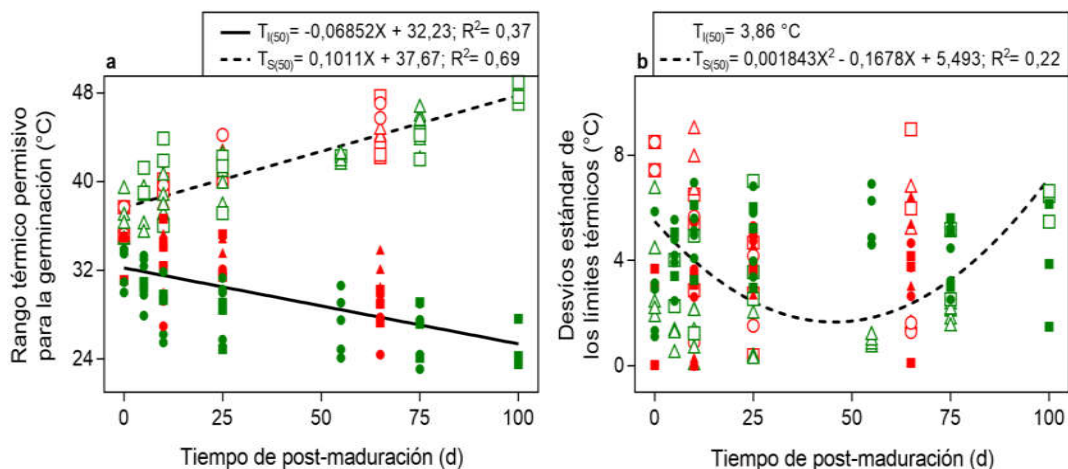 T_I(50)= -0,06852X + 32,23; R²= 0,37
T_S(50)= 0,1011X + 37,67; R²= 0,69
a
Rango térmico permisivo
para la germinación (°C)
48
40
32
24
0
25
50
75
100
Tiempo de post-maduración (d)
T_I(50)= 3,86 °C
T_S(50)= 0,001843X² - 0,1678X + 5,493; R²= 0,22
b
Desvíos estándar de
los límites térmicos (°C)
8
4
0
0
25
50
75
100
Tiempo de post-maduración (d)